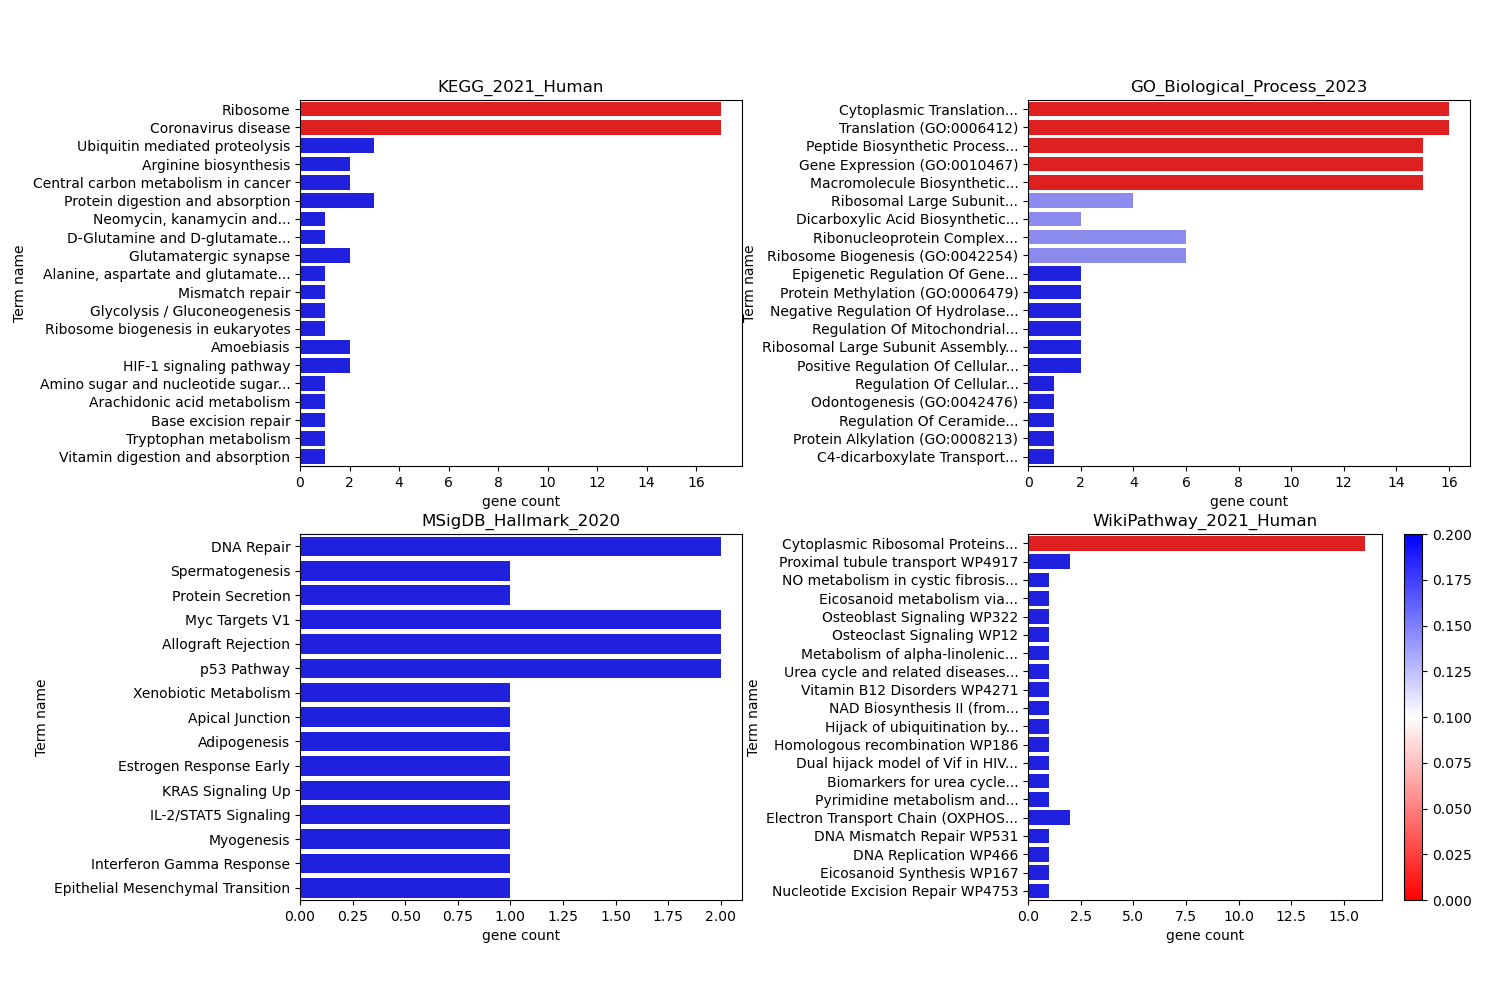 KEGG_2021_Human
Term name
Ribosome
Coronavirus disease
Ubiquitin mediated proteolysis
Arginine biosynthesis
Central carbon metabolism in cancer
Protein digestion and absorption
Neomycin, kanamycin and...
D-Glutamine and D-glutamate...
Glutamatergic synapse
Alanine, aspartate and glutamate...
Mismatch repair
Glycolysis / Gluconeogenesis
Ribosome biogenesis in eukaryotes
Amoebiasis
HIF-1 signaling pathway
Amino sugar and nucleotide sugar...
Arachidonic acid metabolism
Base excision repair
Tryptophan metabolism
Vitamin digestion and absorption
0 2 4 6 8 10 12 14 16
gene count
GO_Biological_Process_2023
Term name
Cytoplasmic Translation...
Translation (GO:0006412)
Peptide Biosynthetic Process...
Gene Expression (GO:0010467)
Macromolecule Biosynthetic...
Ribosomal Large Subunit...
Dicarboxylic Acid Biosynthetic...
Ribonucleoprotein Complex...
Ribosome Biogenesis (GO:0042254)
Epigenetic Regulation Of Gene...
Protein Methylation (GO:0006479)
Negative Regulation Of Hydrolase...
Regulation Of Mitochondrial...
Ribosomal Large Subunit Assembly...
Positive Regulation Of Cellular...
Regulation Of Cellular...
Odontogenesis (GO:0042476)
Regulation Of Ceramide...
Protein Alkylation (GO:0008213)
C4-dicarboxylate Transport...
0 2 4 6 8 10 12 14 16
gene count
MSigDB_Hallmark_2020
Term name
DNA Repair
Spermatogenesis
Protein Secretion
Myc Targets V1
Allograft Rejection
p53 Pathway
Xenobiotic Metabolism
Apical Junction
Adipogenesis
Estrogen Response Early
KRAS Signaling Up
IL-2/STAT5 Signaling
Myogenesis
Interferon Gamma Response
Epithelial Mesenchymal Transition
0.00 0.25 0.50 0.75 1.00 1.25 1.50 1.75 2.00
gene count
WikiPathway_2021_Human
Term name
Cytoplasmic Ribosomal Proteins...
Proximal tubule transport WP4917
NO metabolism in cystic fibrosis...
Eicosanoid metabolism via...
Osteoblast Signaling WP322
Osteoclast Signaling WP12
Metabolism of alpha-linolenic...
Urea cycle and related diseases...
Vitamin B12 Disorders WP4271
NAD Biosynthesis II (from...
Hijack of ubiquitination by...
Homologous recombination WP186
Dual hijack model of Vif in HIV...
Biomarkers for urea cycle...
Pyrimidine metabolism and...
Electron Transport Chain (OXPHOS...
DNA Mismatch Repair WP531
DNA Replication WP466
Eicosanoid Synthesis WP167
Nucleotide Excision Repair WP4753
0.0 2.5 5.0 7.5 10.0 12.5 15.0
gene count
0.200
0.175
0.150
0.125
0.100
0.075
0.050
0.025
0.000